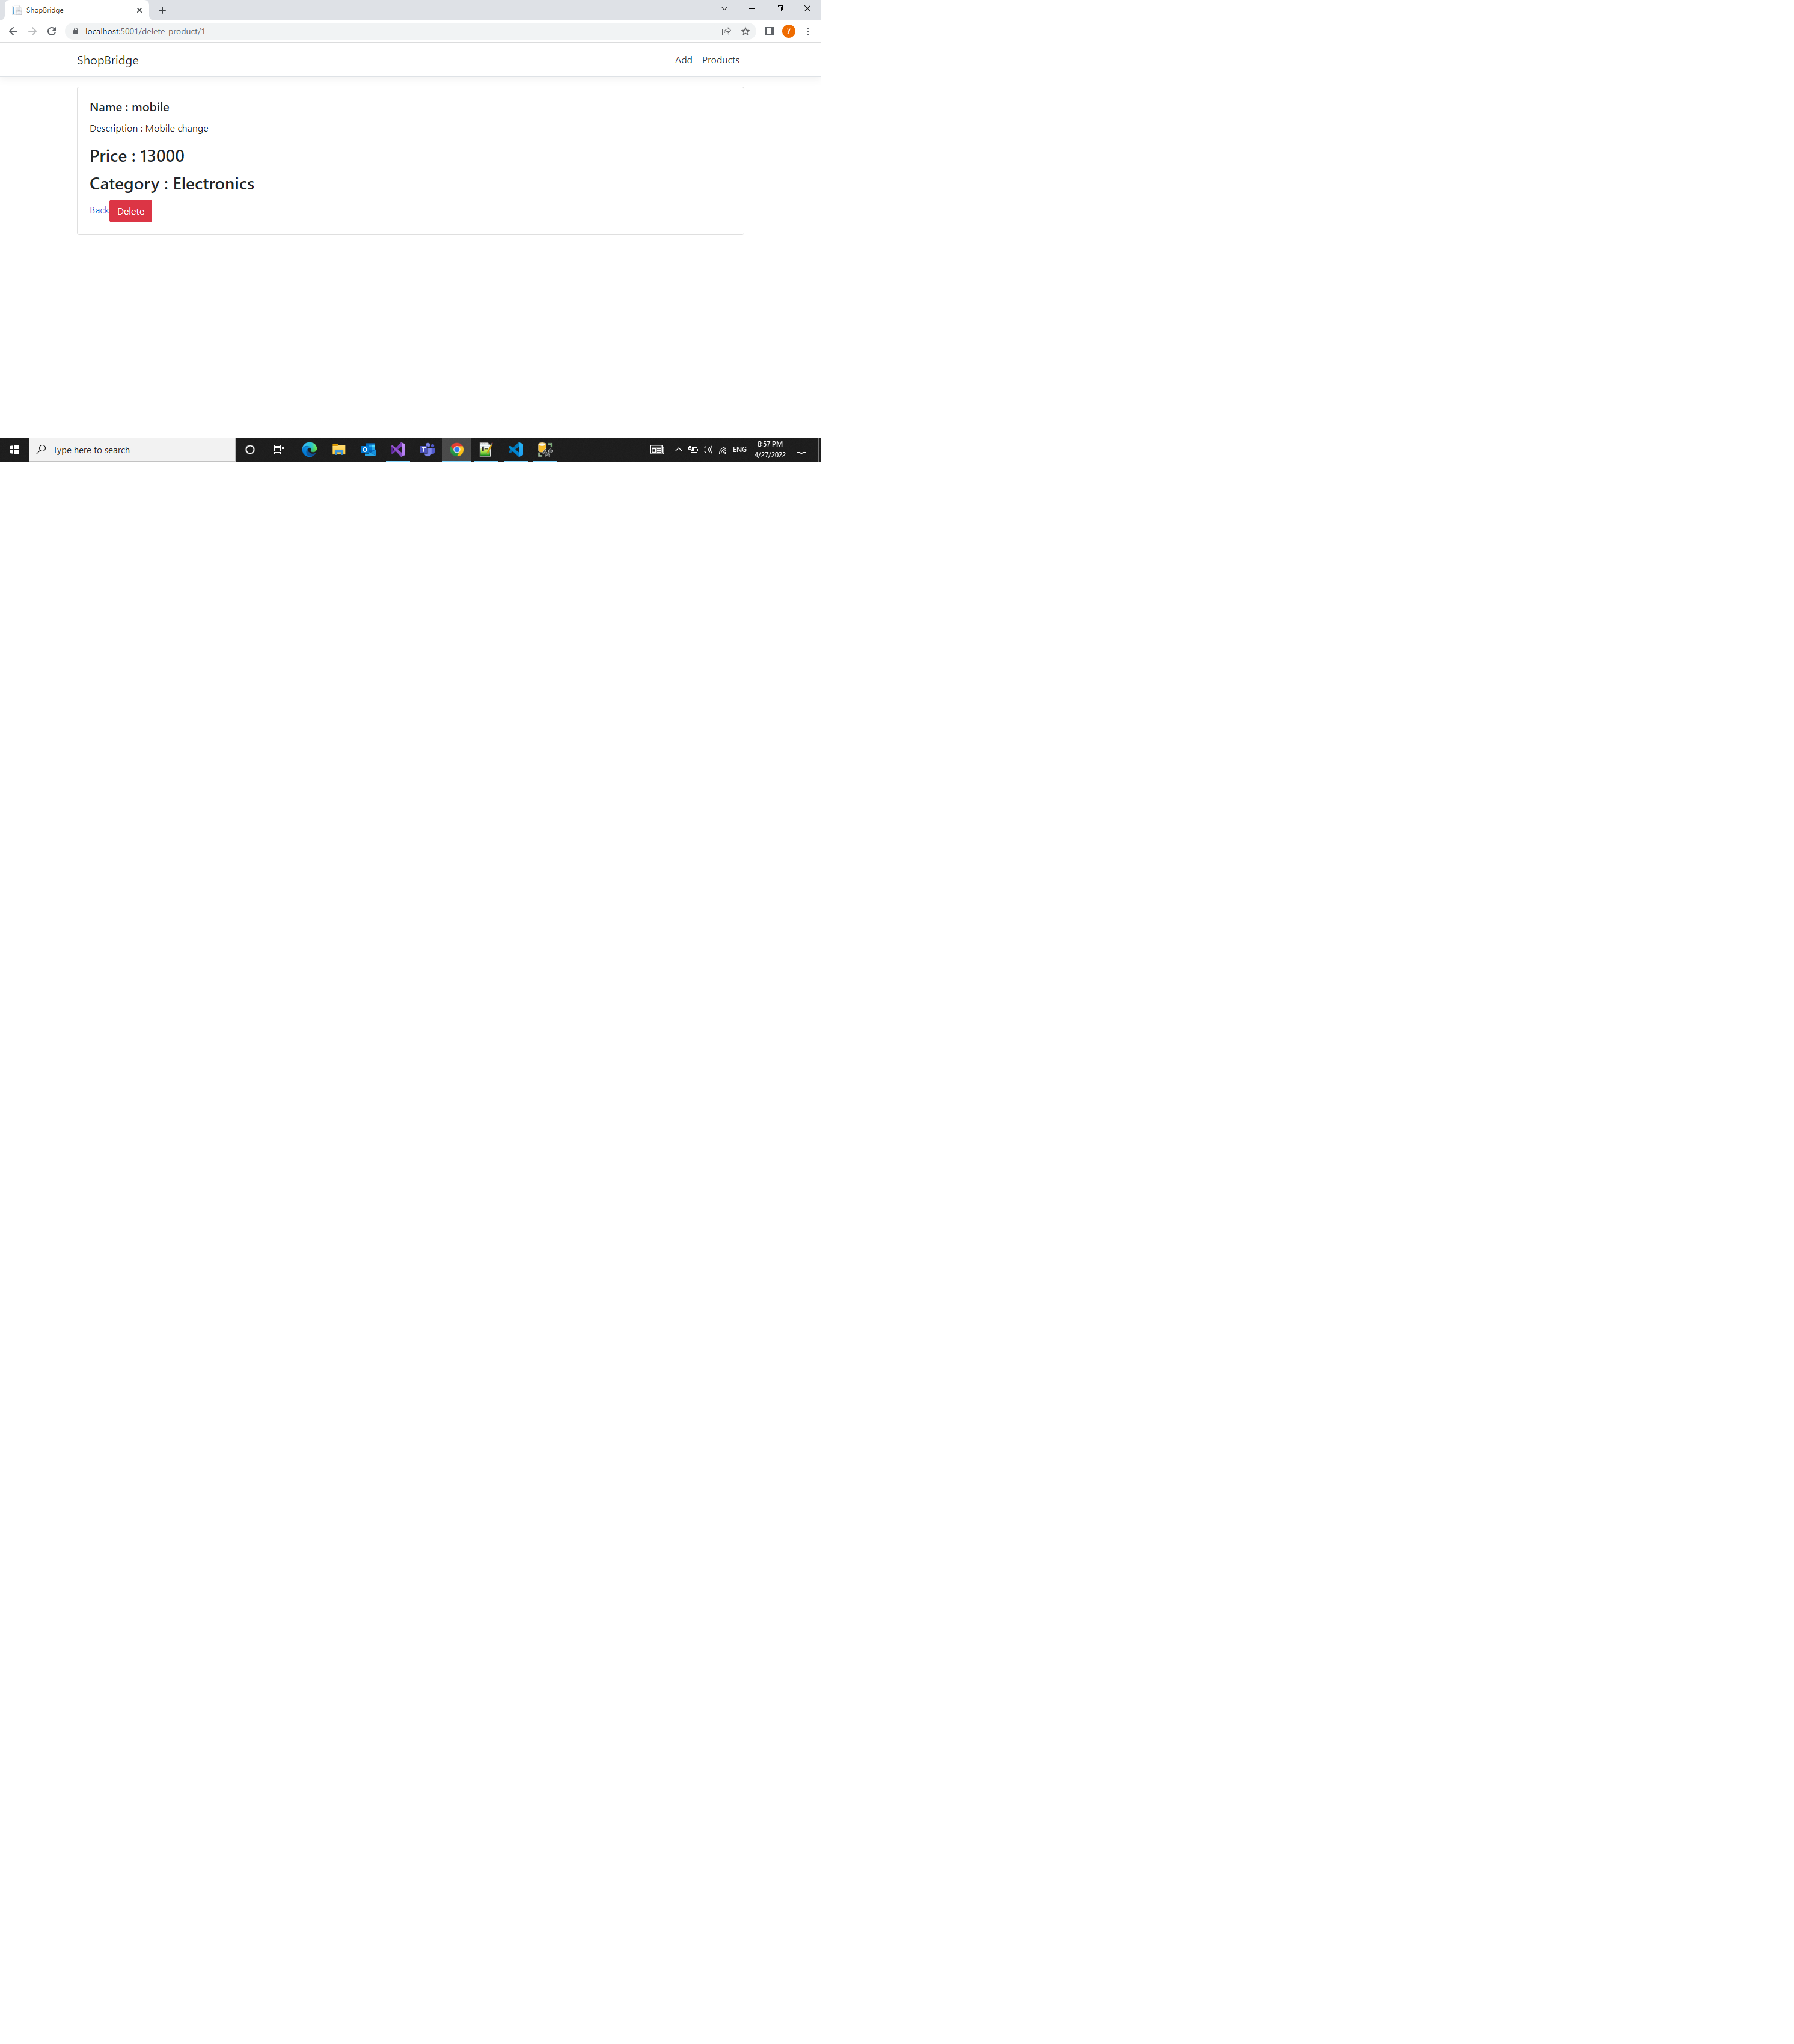 ShopBridge
localhost:5001/delete-product/1
Y
ShopBridge
Add Products
Name : mobile
Description : Mobile change
Price : 13000
Category : Electronics
Back Delete
Type here to search
ENG
8:57 PM
4/27/2022